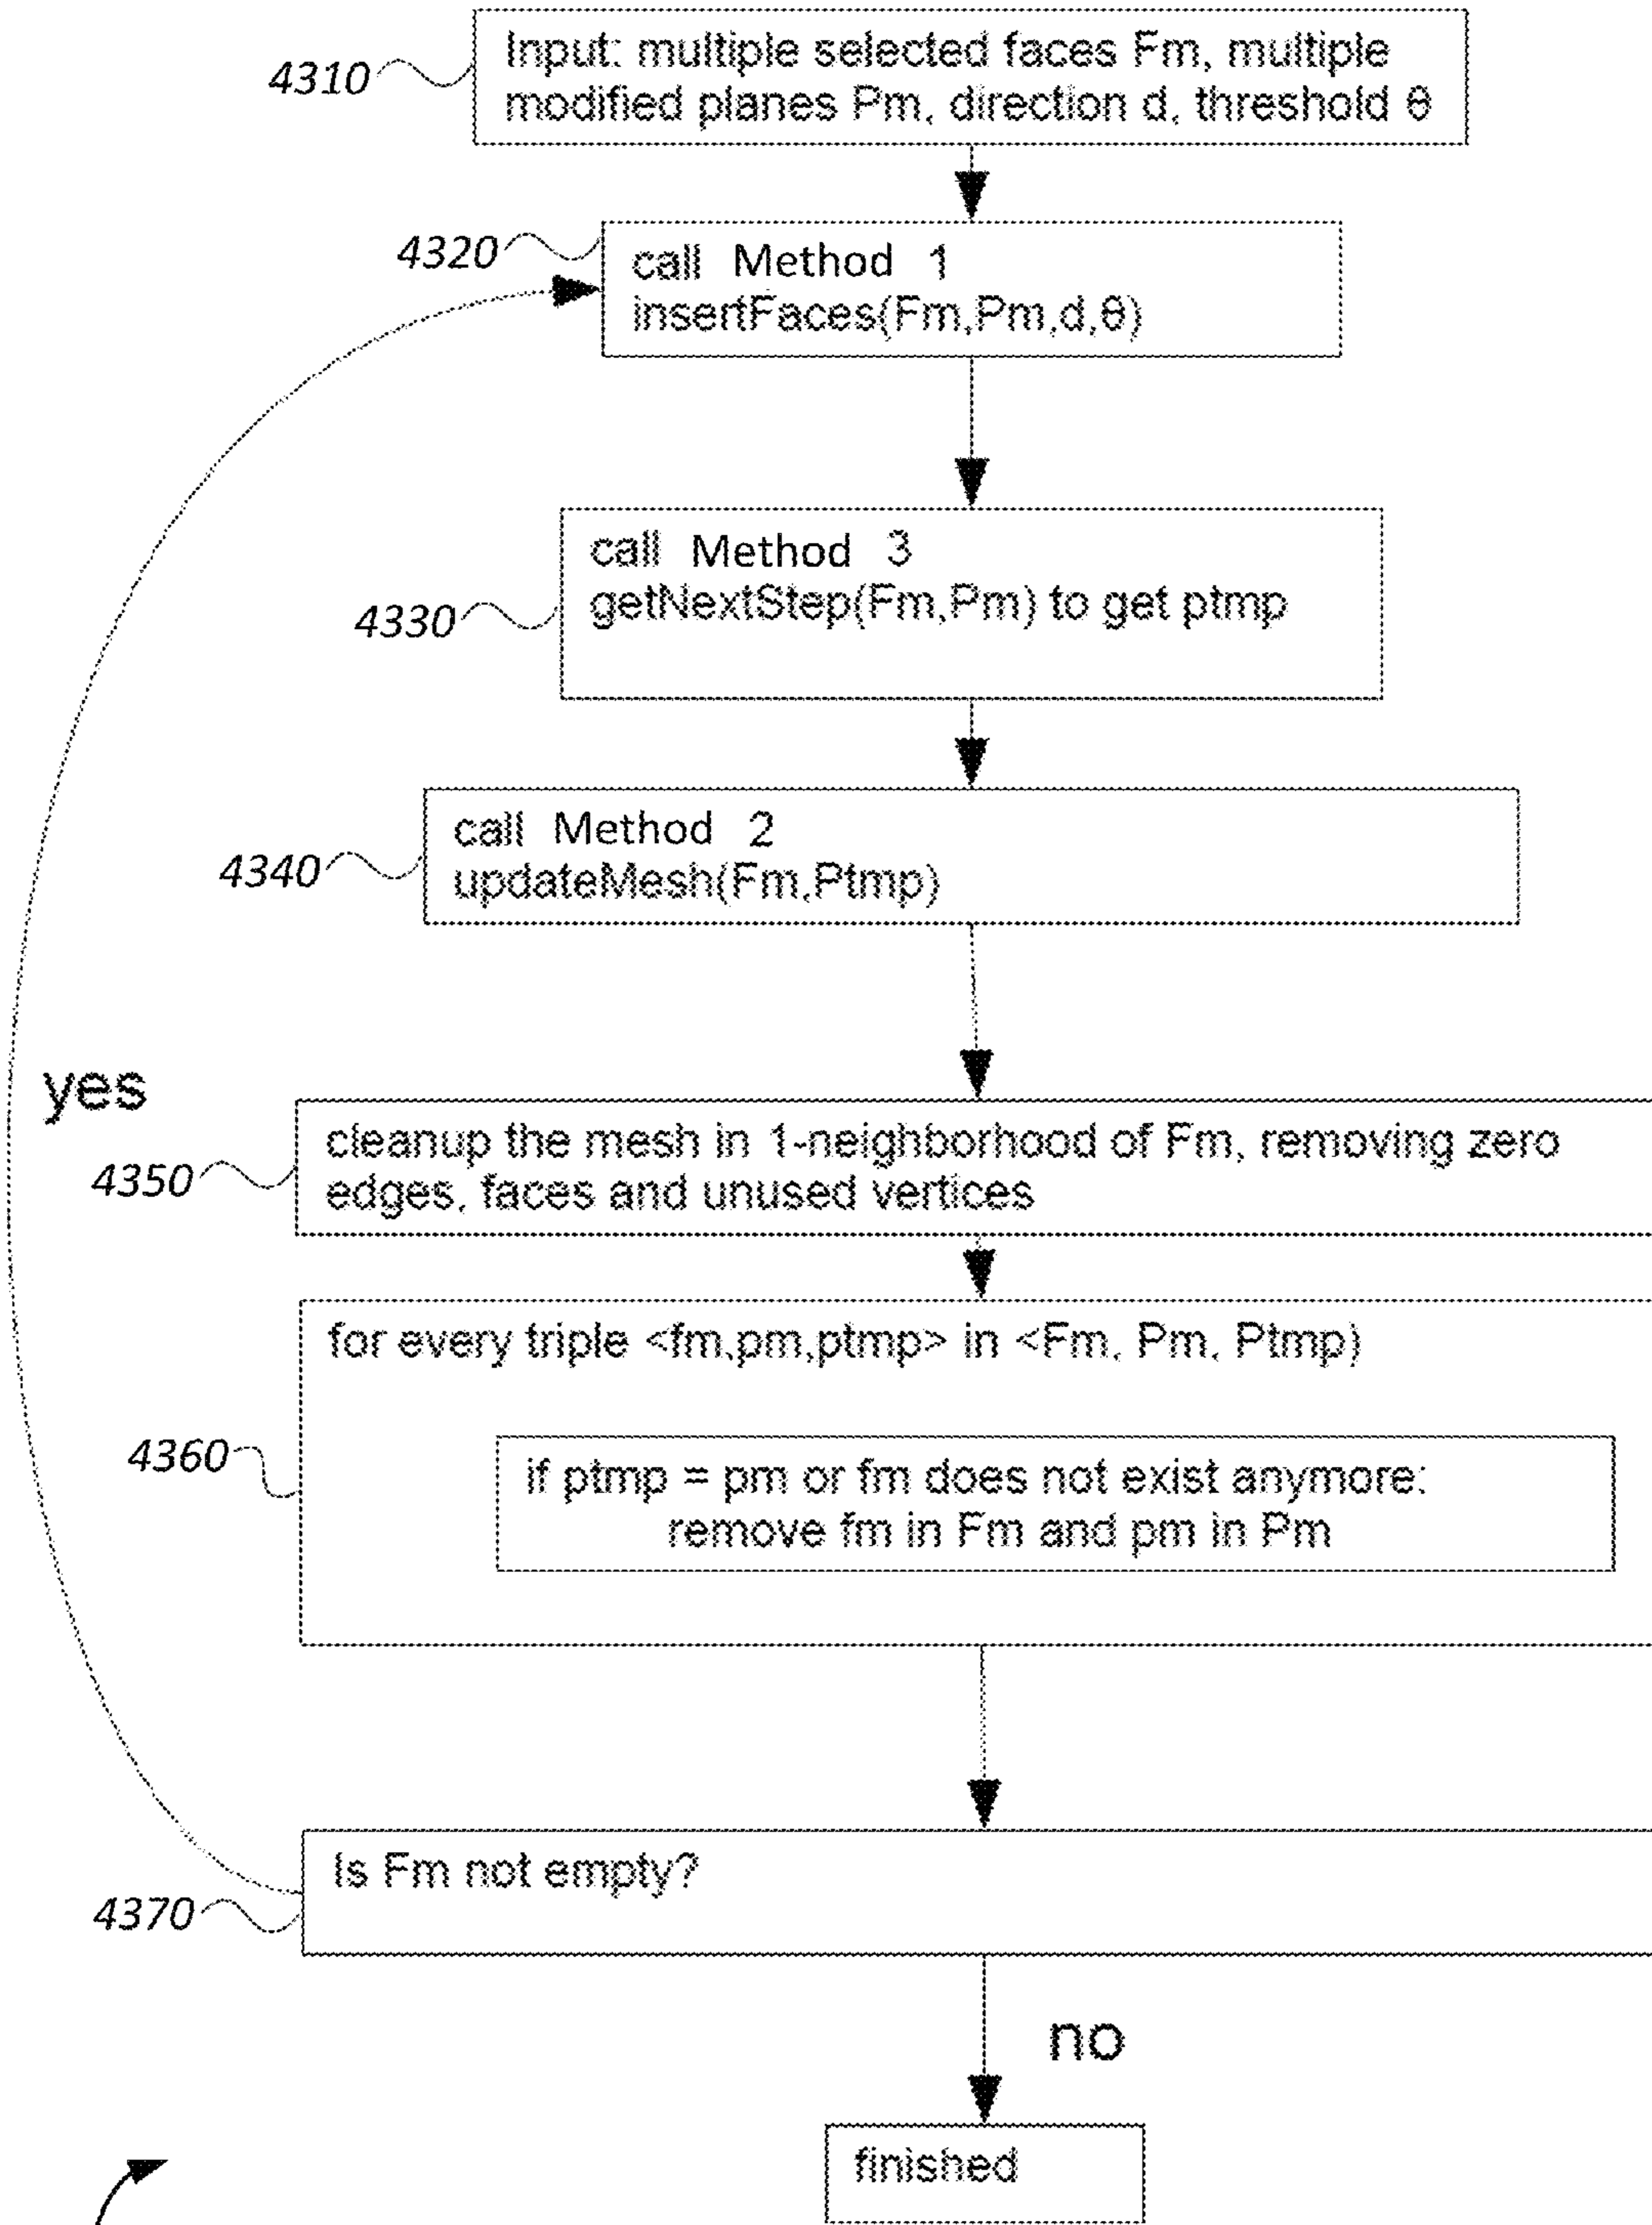 4310
Input: multiple selected faces Fm, multiple
modified planes Pm, direction d, threshold θ
4320
call Method 1
insertFaces(Fm,Pm,d,θ)
4330
call Method 3
getNextStep(Fm,Pm) to get ptmp
4340
call Method 2
updateMesh(Fm,Ptmp)
yes
4350
cleanup the mesh in 1-neighborhood of Fm, removing zero
edges, faces and unused vertices
for every triple <fm,pm,ptmp> in <Fm, Pm, Ptmp)
4360
if ptmp = pm or fm does not exist anymore:
remove fm in Fm and pm in Pm
Is Fm not empty?
4370
no
finished